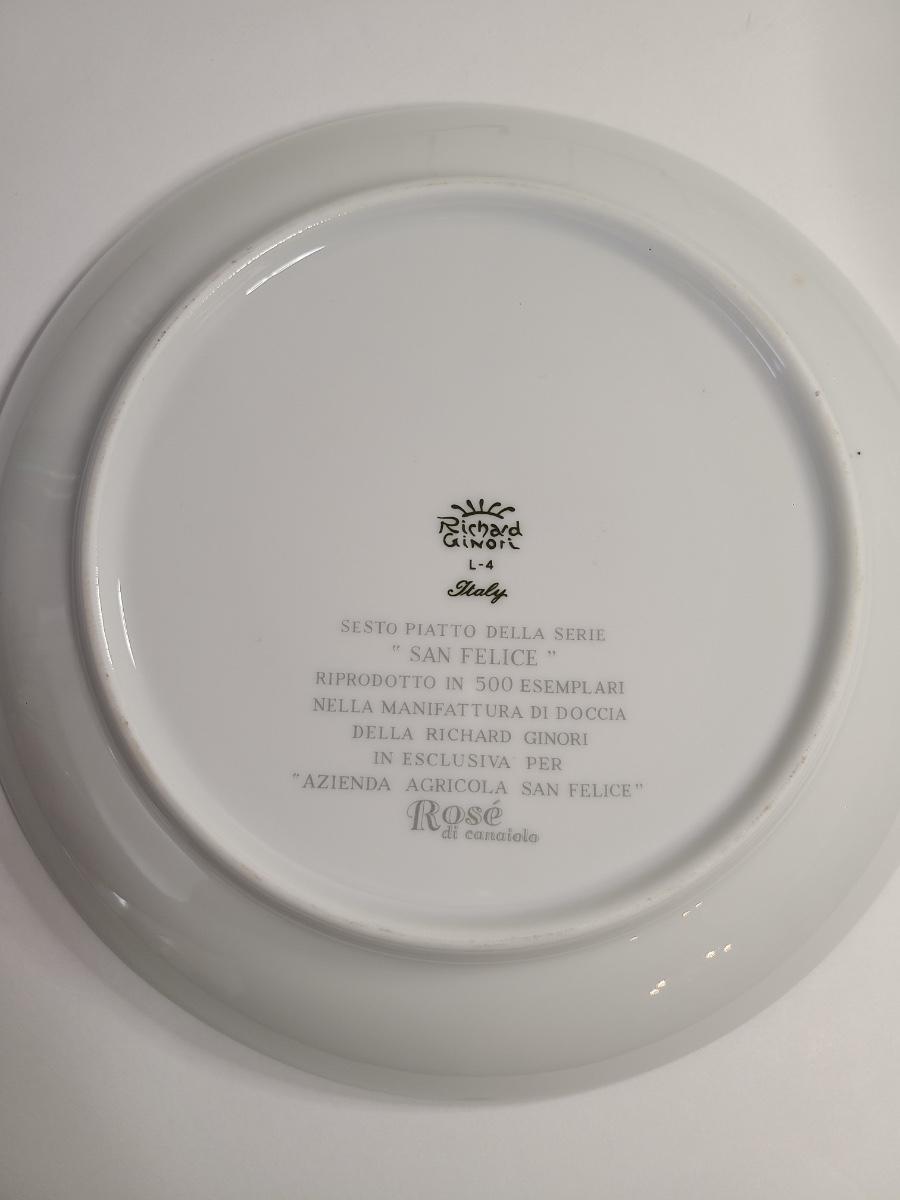 Richard
Ginori
L-4
Italy
SESTO PIATTO DELLA SERIE
" SAN FELICE "
RIPRODOTTO IN 500 ESEMPLARI
NELLA MANIFATTURA DI DOCCIA
DELLA RICHARD GINORI
IN ESCLUSIVA PER
"AZIENDA AGRICOLA SAN FELICE"
Rosé
di canaiolo